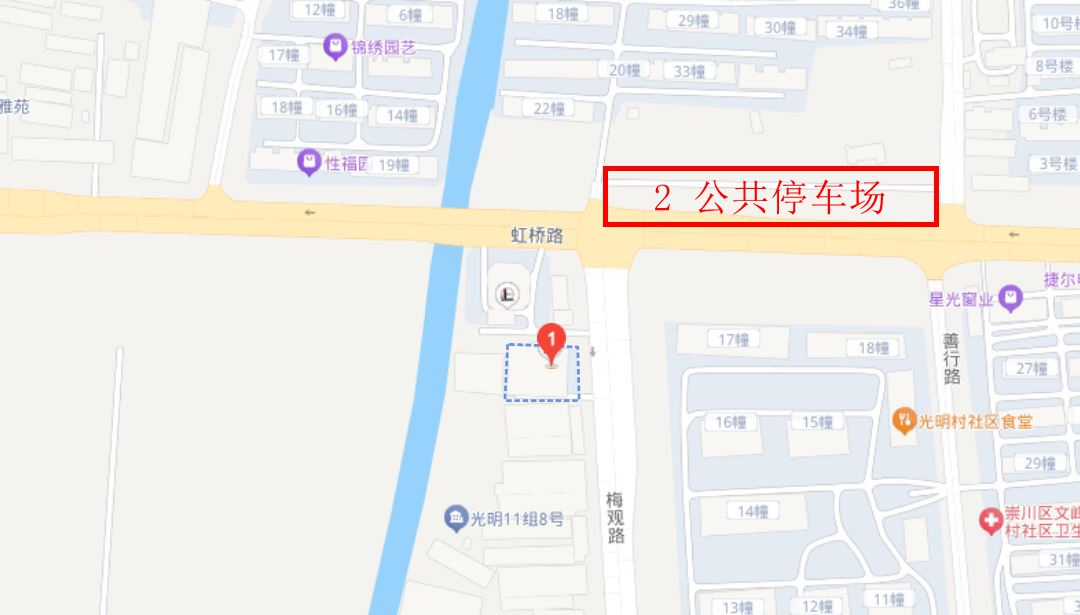 12幢
6幢
18幢
29幢
30幢
34幢
36幢
10号楼
17幢
锦绣园艺
20幢
33幢
8号楼
雅苑
18幢
16幢
14幢
22幢
6号楼
性福
19幢
3号楼
2 公共停车场
虹桥路
星光窗业
捷尔
1
17幢
18幢
善行路
27幢
16幢
15幢
光明村社区食堂
29幢
梅观路
光明11组8号
14幢
崇川区文峰
村社区卫生
31幢
13幢
12幢
11幢